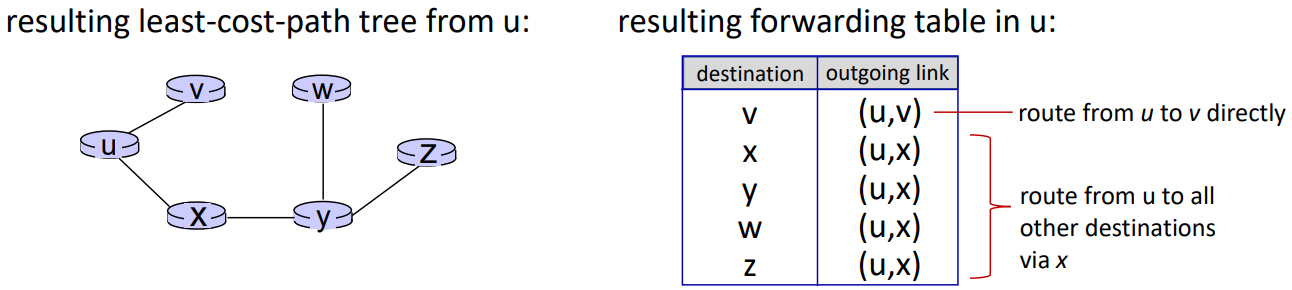 resulting least-cost-path tree from u:
resulting forwarding table in u:
v
w
u
z
x
y
destination outgoing link
v (u,v)
x (u,x)
y (u,x)
w (u,x)
z (u,x)
route from u to v directly
route from u to all
other destinations
via x